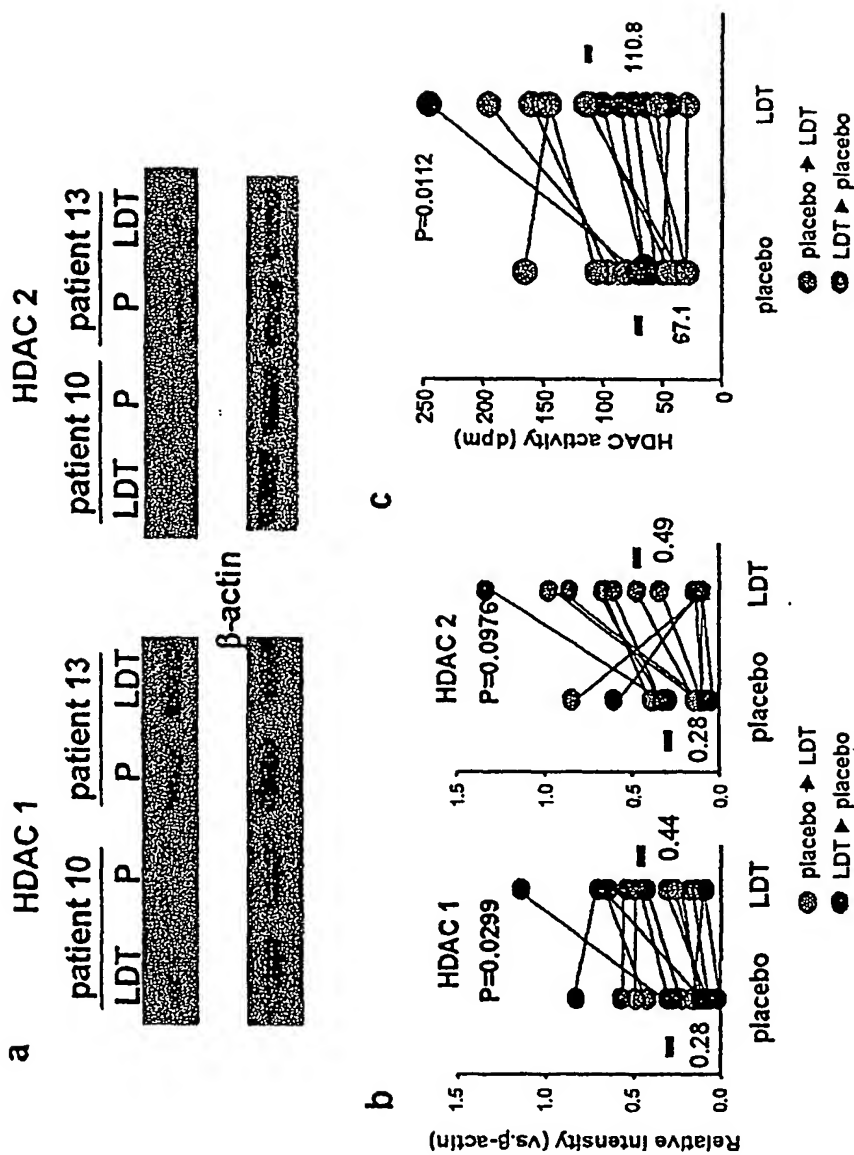 a
HDAC 1
HDAC 2
patient 10
patient 13
patient 10
patient 13
LDT P
P LDT
LDT P
P LDT
β-actin
b
Relative intensity (vs.β-actin)
1.5
1.0
0.5
0.0
HDAC 1
P=0.0299
0.28
0.44
placebo
LDT
1.5
1.0
0.5
0.0
HDAC 2
P=0.0976
0.28
0.49
placebo
LDT
placebo ➤ LDT
LDT ➤ placebo
c
HDAC activity (dpm)
250
200
150
100
50
0
P=0.0112
67.1
110.8
placebo
LDT
placebo ➤ LDT
LDT ➤ placebo